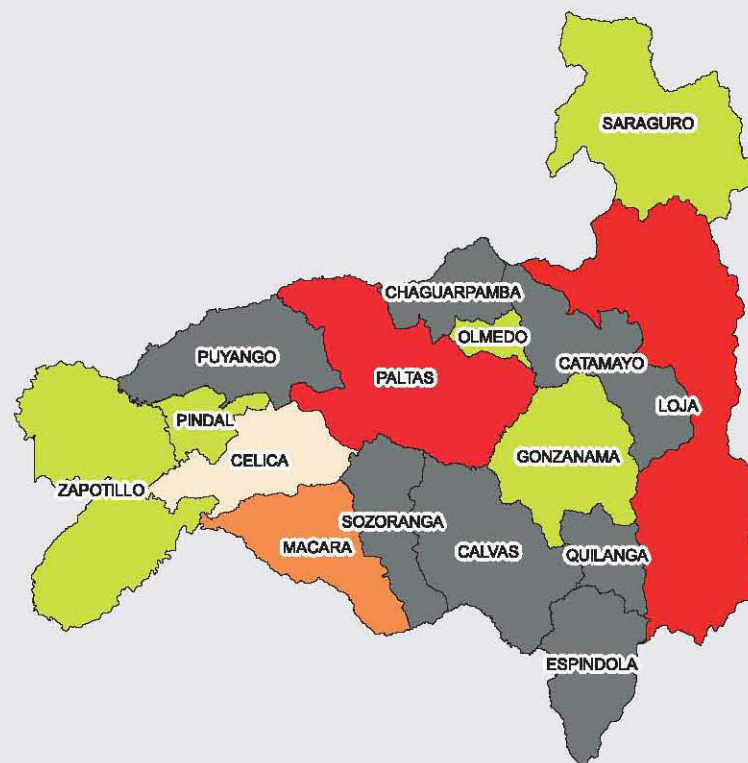 SARAGURO
CHAGUARPAMBA
OLMEDO
PUYANGO
CATAMAYO
PALTAS
LOJA
PINDAL
GONZANAMA
CELICA
ZAPOTILLO
SOZORANGA
MACARA
CALVAS
QUILANGA
ESPINDOLA